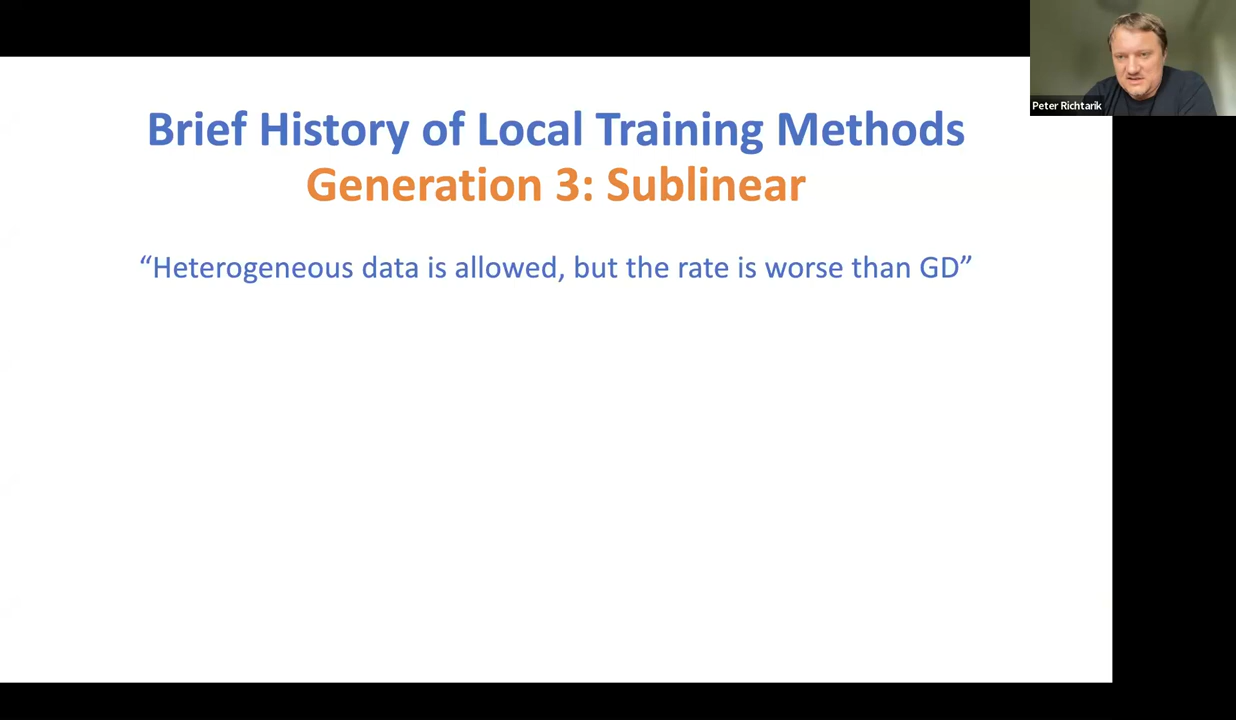 Peter Richtarik
Brief History of Local Training Methods
Generation 3: Sublinear
“Heterogeneous data is allowed, but the rate is worse than GD”